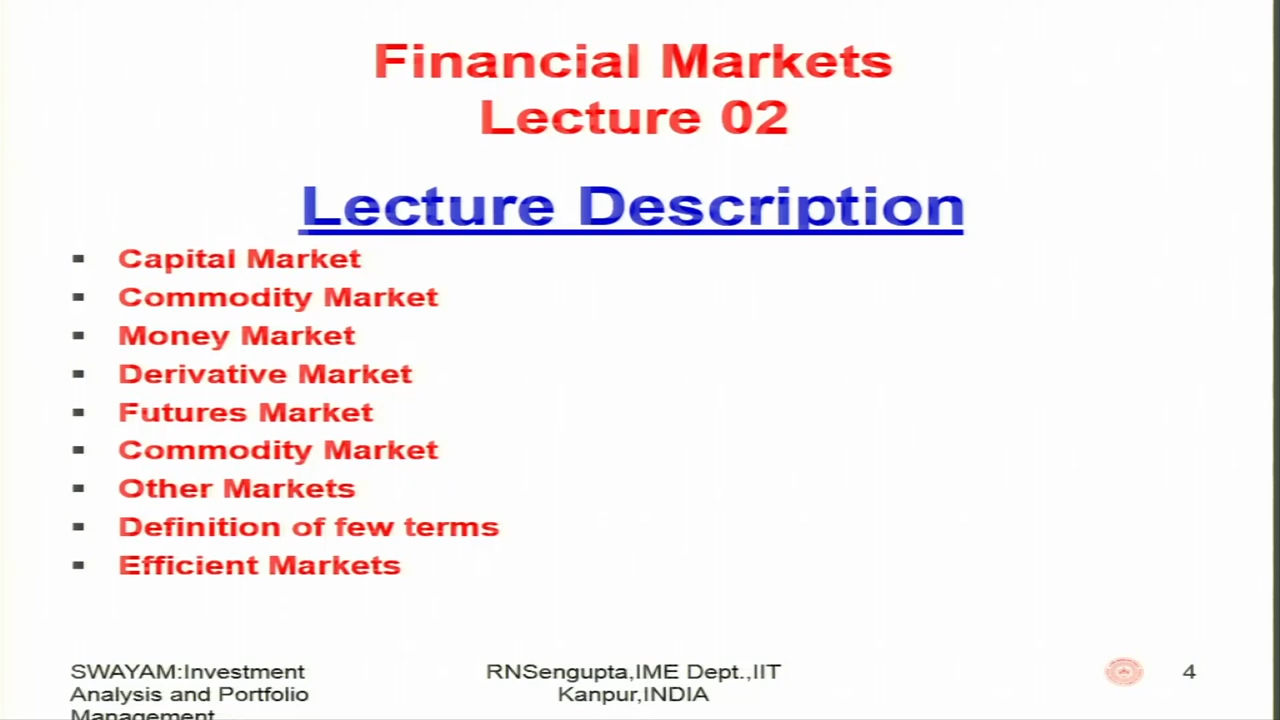 Financial Markets
Lecture 02
Lecture Description
▪ Capital Market
▪ Commodity Market
▪ Money Market
▪ Derivative Market
▪ Futures Market
▪ Commodity Market
▪ Other Markets
▪ Definition of few terms
▪ Efficient Markets
SWAYAM:Investment
Analysis and Portfolio
Management
RNSengupta,IME Dept.,IIT
Kanpur,INDIA
4